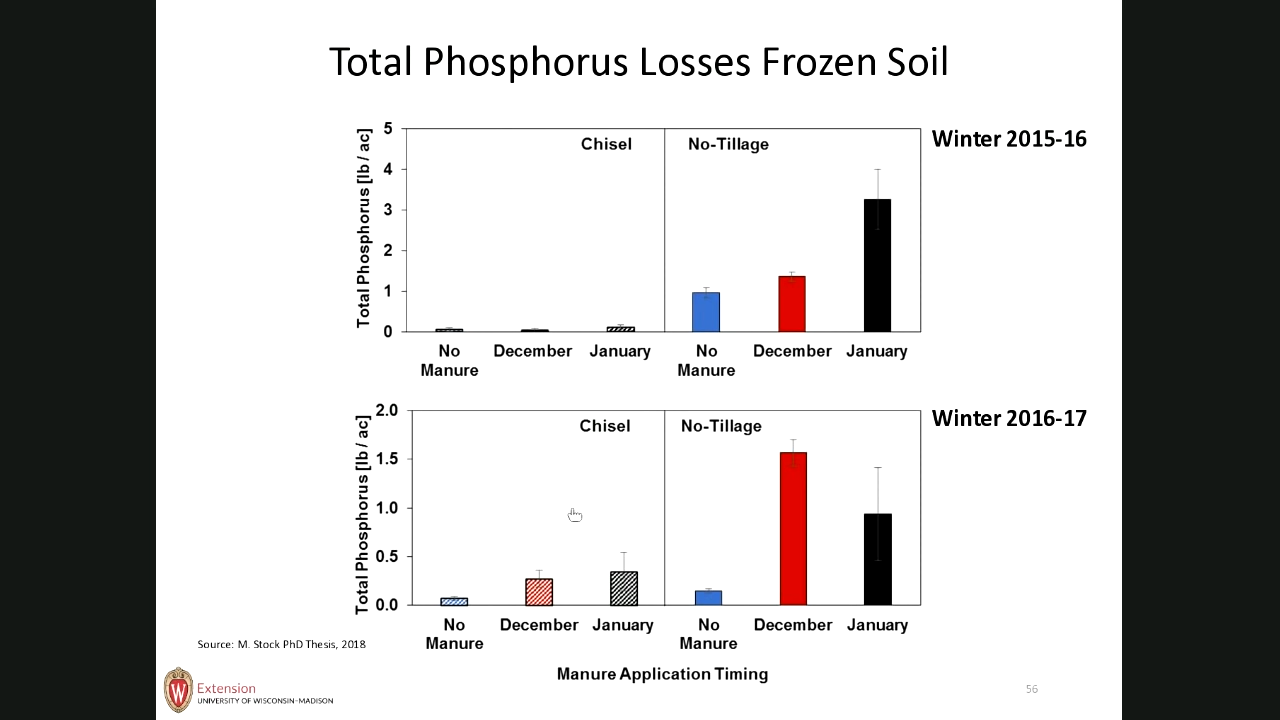 Total Phosphorus Losses Frozen Soil
Winter 2015-16
Total Phosphorus [lb / ac]
5
4
3
2
1
0
Chisel
No-Tillage
No Manure
December
January
No Manure
December
January
Winter 2016-17
Total Phosphorus [lb / ac]
2.0
1.5
1.0
0.5
0.0
Chisel
No-Tillage
No Manure
December
January
No Manure
December
January
Manure Application Timing
Source: M. Stock PhD Thesis, 2018
W
Extension
UNIVERSITY OF WISCONSIN-MADISON
56